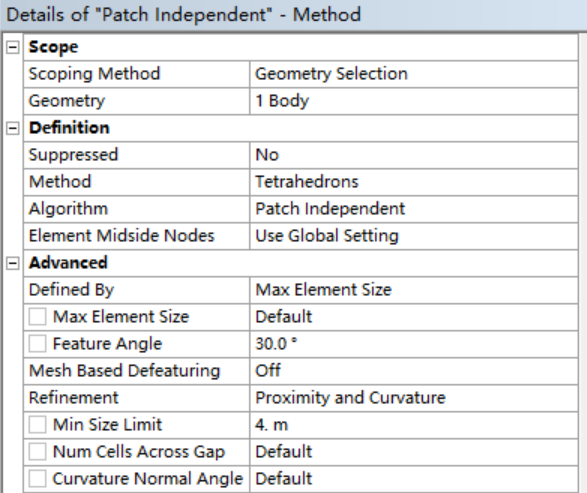 Details of "Patch Independent" - Method
Scope
Scoping Method Geometry Selection
Geometry 1 Body
Definition
Suppressed No
Method Tetrahedrons
Algorithm Patch Independent
Element Midside Nodes Use Global Setting
Advanced
Defined By Max Element Size
Max Element Size Default
Feature Angle 30.0 °
Mesh Based Defeaturing Off
Refinement Proximity and Curvature
Min Size Limit 4. m
Num Cells Across Gap Default
Curvature Normal Angle Default